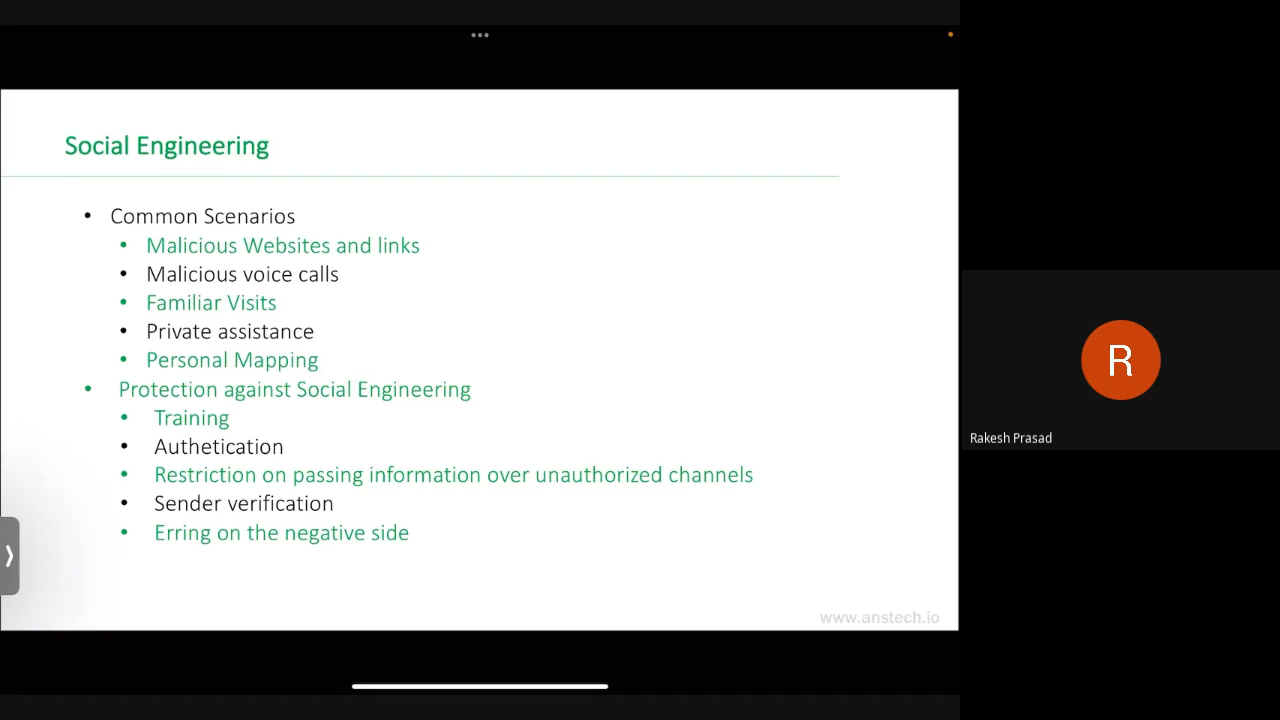 Social Engineering
• Common Scenarios
• Malicious Websites and links
• Malicious voice calls
• Familiar Visits
• Private assistance
• Personal Mapping
• Protection against Social Engineering
• Training
• Authetication
• Restriction on passing information over unauthorized channels
• Sender verification
• Erring on the negative side
www.anstech.io
R
Rakesh Prasad